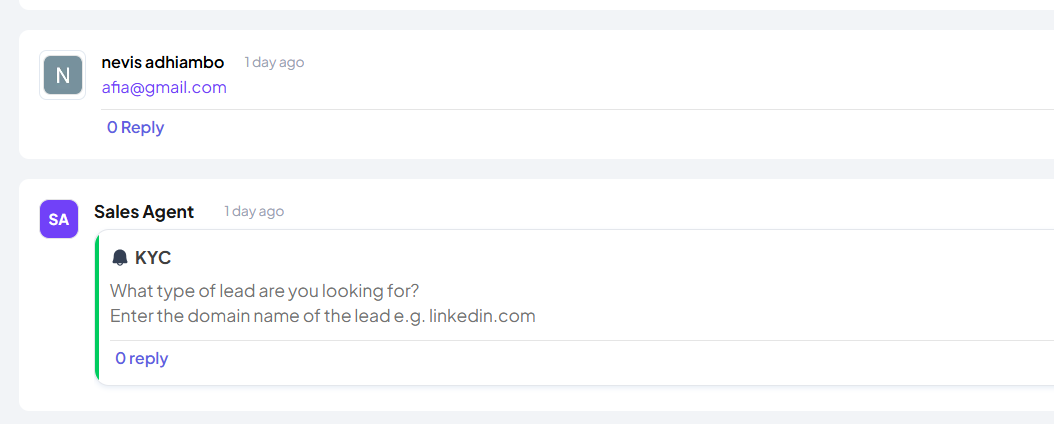 N
nevis adhiambo 1 day ago
afia@gmail.com
0 Reply
SA
Sales Agent 1 day ago
KYC
What type of lead are you looking for?
Enter the domain name of the lead e.g. linkedin.com
0 reply